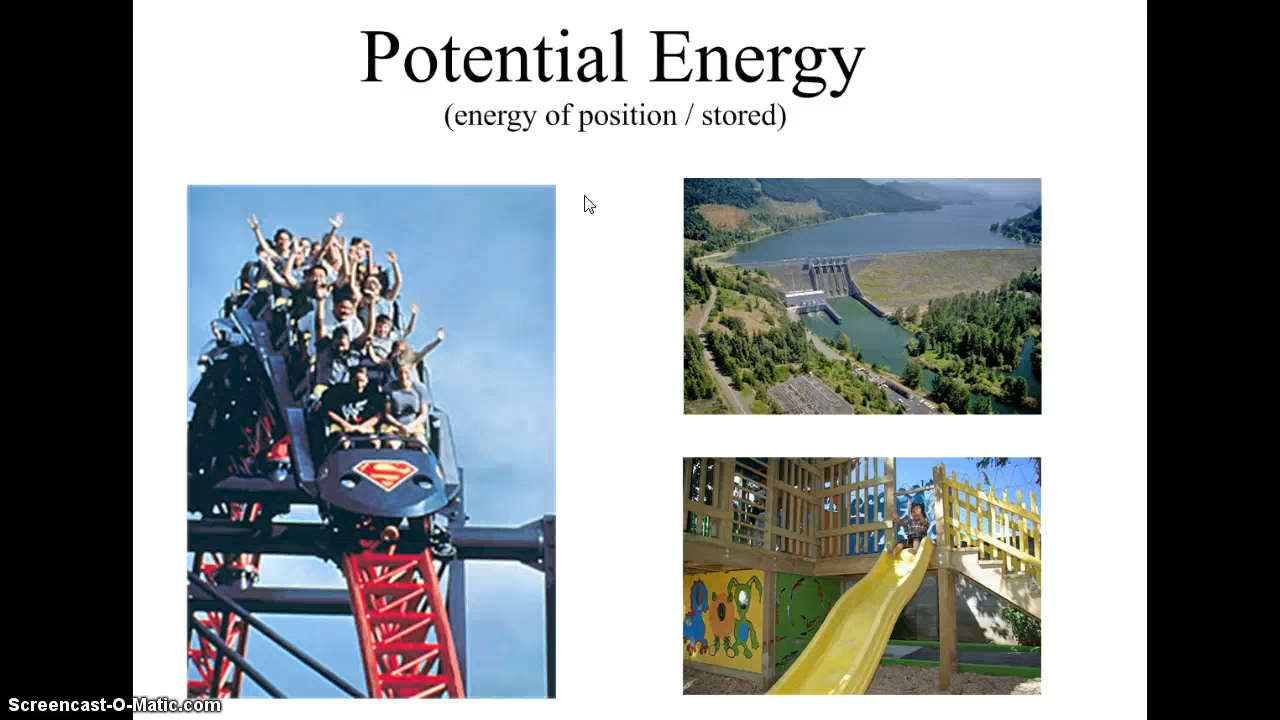 Potential Energy
(energy of position / stored)
Screencast-O-Matic.com